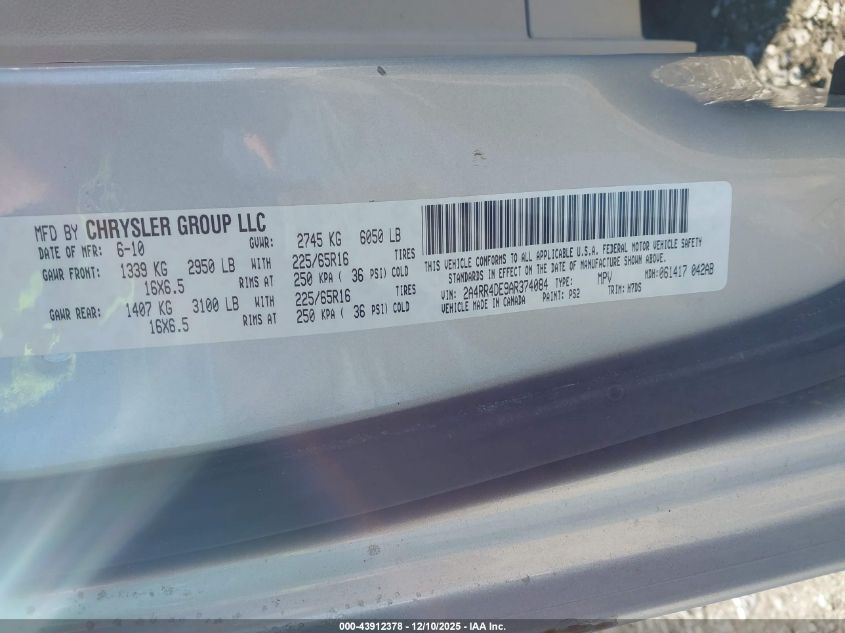 MFD BY CHRYSLER GROUP LLC
DATE OF MFR: 6-10 GVWR: 2745 KG 6050 LB
GAWR FRONT: 1339 KG 2950 LB WITH 225/65R16 TIRES
16X6.5 RIMS AT 250 KPA ( 36 PSI) COLD
GAWR REAR: 1407 KG 3100 LB WITH 225/65R16 TIRES
16X6.5 RIMS AT 250 KPA ( 36 PSI) COLD
THIS VEHICLE CONFORMS TO ALL APPLICABLE U.S.A. FEDERAL MOTOR VEHICLE SAFETY
STANDARDS IN EFFECT ON THE DATE OF MANUFACTURE SHOWN ABOVE.
VIN: 2A4RR4DE9AR374084 TYPE: MPV MDH: 061417 042AB
VEHICLE MADE IN CANADA PAINT: PS2 TRIM: M7D5
000-43912378 - 12/10/2025 - IAA Inc.